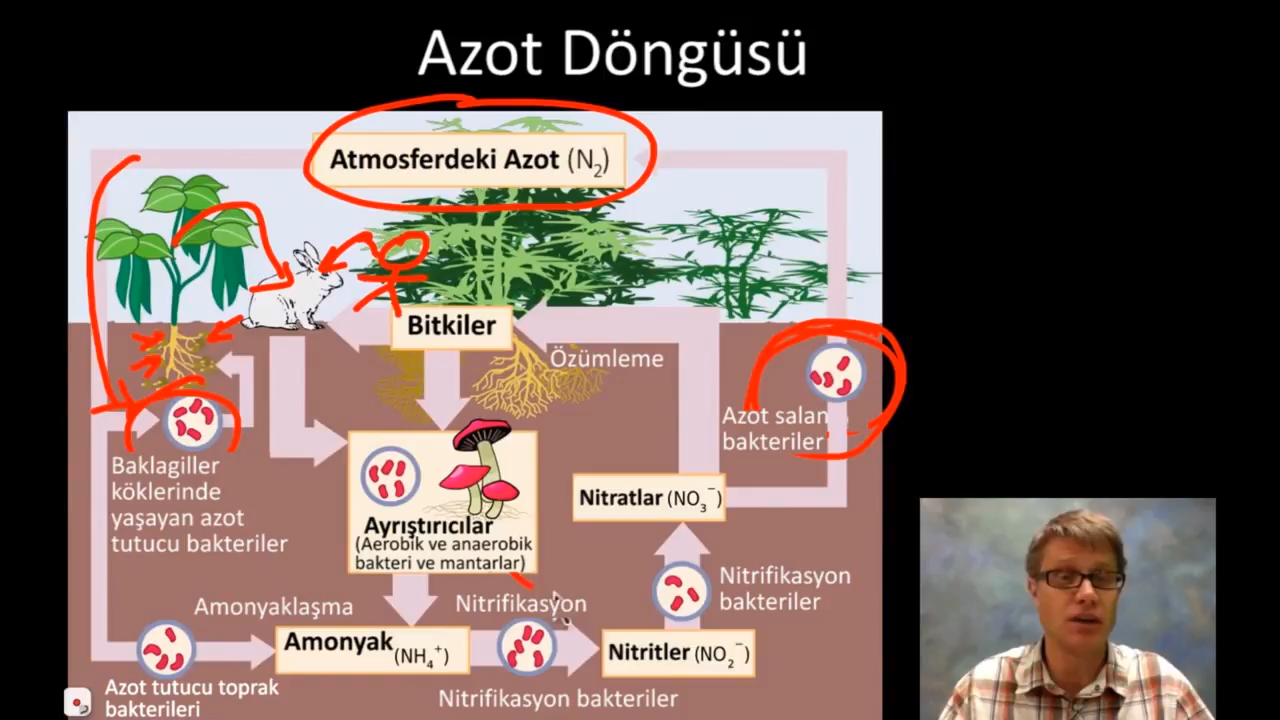 Azot Döngüsü
Atmosferdeki Azot (N₂)
Bitkiler
Özümleme
Azot salan
bakteriler
Baklagiller
köklerinde
yaşayan azot
tutucu bakteriler
Ayrıştırıcılar
(Aerobik ve anaerobik
bakteri ve mantarlar)
Nitratlar (NO₃⁻)
Nitrifikasyon
bakteriler
Amonyaklaşma
Nitrifikasyon
Amonyak (NH₄⁺)
Nitritler (NO₂⁻)
Azot tutucu toprak
bakterileri
Nitrifikasyon bakteriler